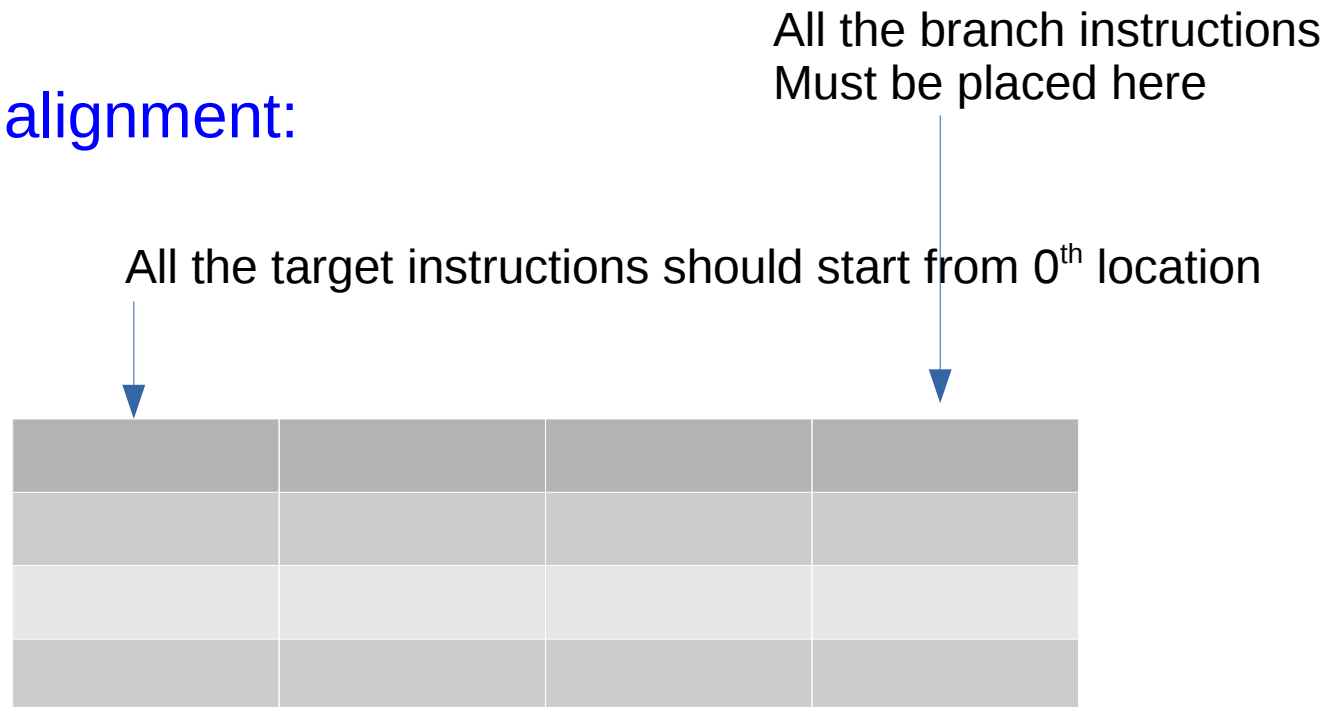 All the branch instructions
Must be placed here
alignment:
All the target instructions should start from 0th location